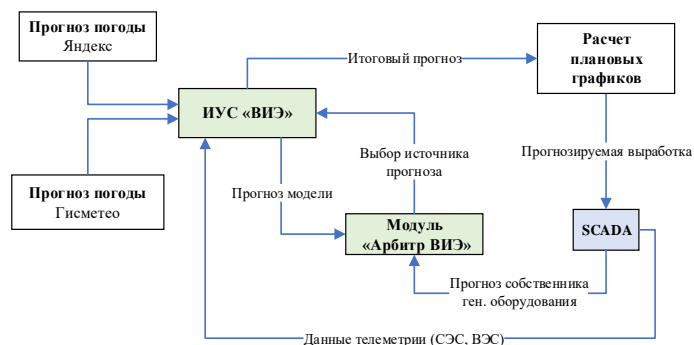 Прогноз погоды
Яндекс
Итоговый прогноз
Расчет
плановых
графиков
ИУС «ВИЭ»
Выбор источника
прогноза
Прогнозируемая выработка
Прогноз погоды
Гисметео
Прогноз модели
Модуль
«Арбитр ВИЭ»
SCADA
Прогноз собственника
ген. оборудования
Данные телеметрии (СЭС, ВЭС)